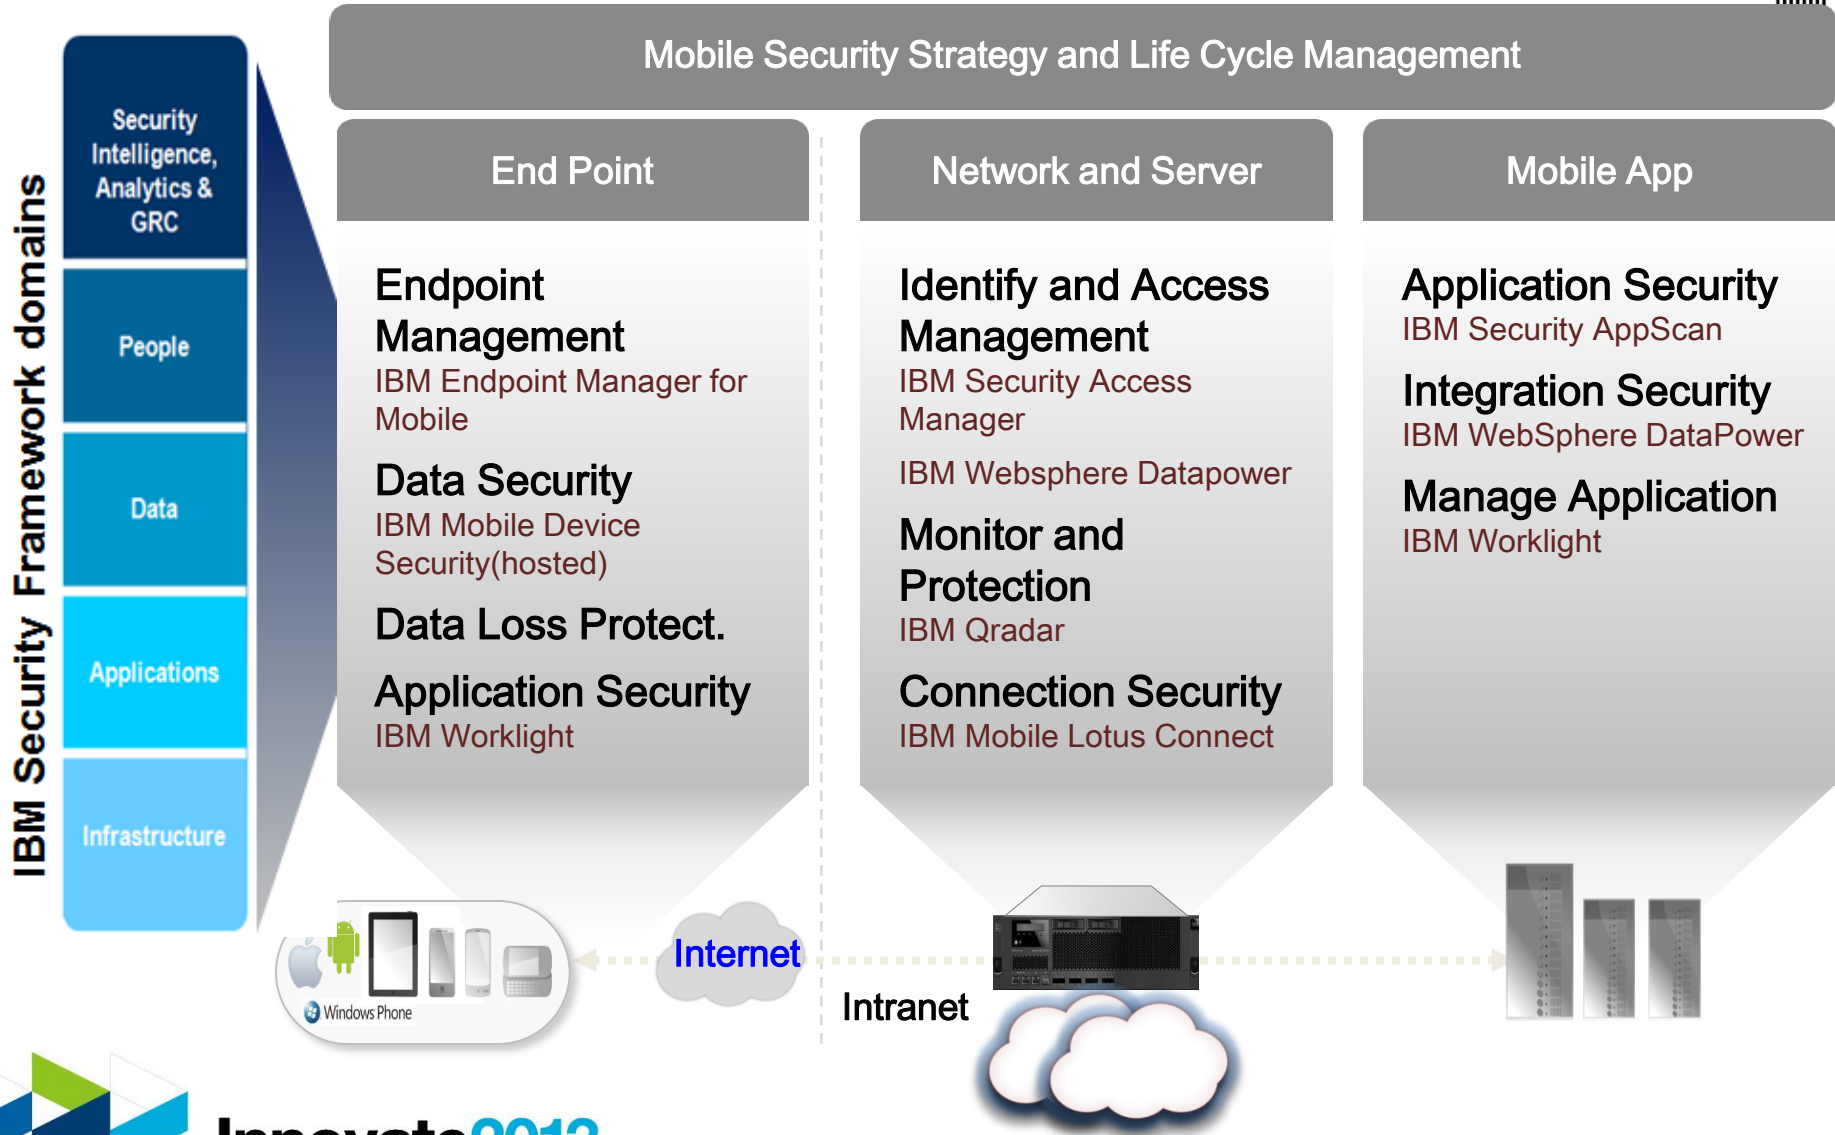 Mobile Security Strategy and Life Cycle Management
IBM Security Framework domains
Security
Intelligence,
Analytics &
GRC
People
Data
Applications
Infrastructure
End Point
Endpoint
Management
IBM Endpoint Manager for
Mobile
Data Security
IBM Mobile Device
Security(hosted)
Data Loss Protect.
Application Security
IBM Worklight
Network and Server
Identify and Access
Management
IBM Security Access
Manager
IBM Websphere Datapower
Monitor and
Protection
IBM Qradar
Connection Security
IBM Mobile Lotus Connect
Mobile App
Application Security
IBM Security AppScan
Integration Security
IBM WebSphere DataPower
Manage Application
IBM Worklight
Windows Phone
Internet
Intranet
Innovate2013